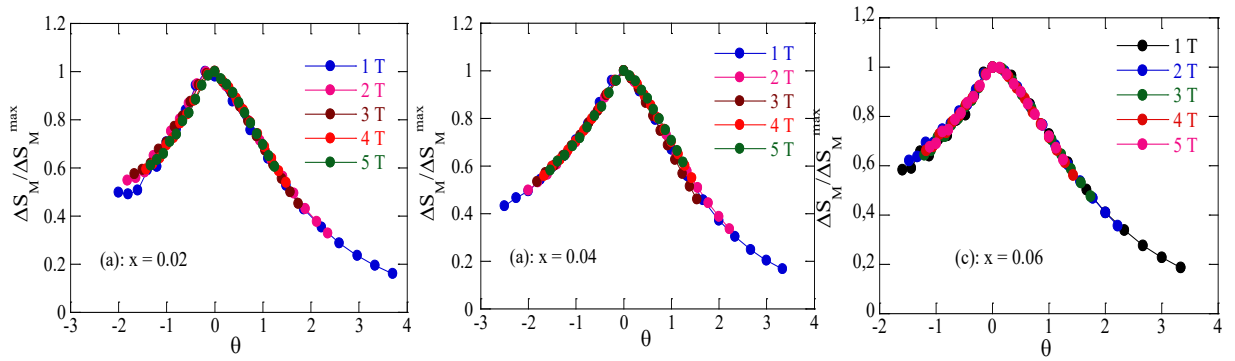 1,2
1
0.8
0.6
0.4
0.2
0
-3 -2 -1 0 1 2 3 4
ΔS_M/ΔS_M^max
θ
1 T
2 T
3 T
4 T
5 T
(a): x = 0.02
1,2
1
0.8
0.6
0.4
0.2
0
-3 -2 -1 0 1 2 3 4
ΔS_M/ΔS_M^max
θ
1 T
2 T
3 T
4 T
5 T
(a): x = 0.04
1,2
1
0.8
0.6
0.4
0.2
0
-2 -1 0 1 2 3 4
ΔS_M/ΔS_M^max
θ
1 T
2 T
3 T
4 T
5 T
(c): x = 0.06